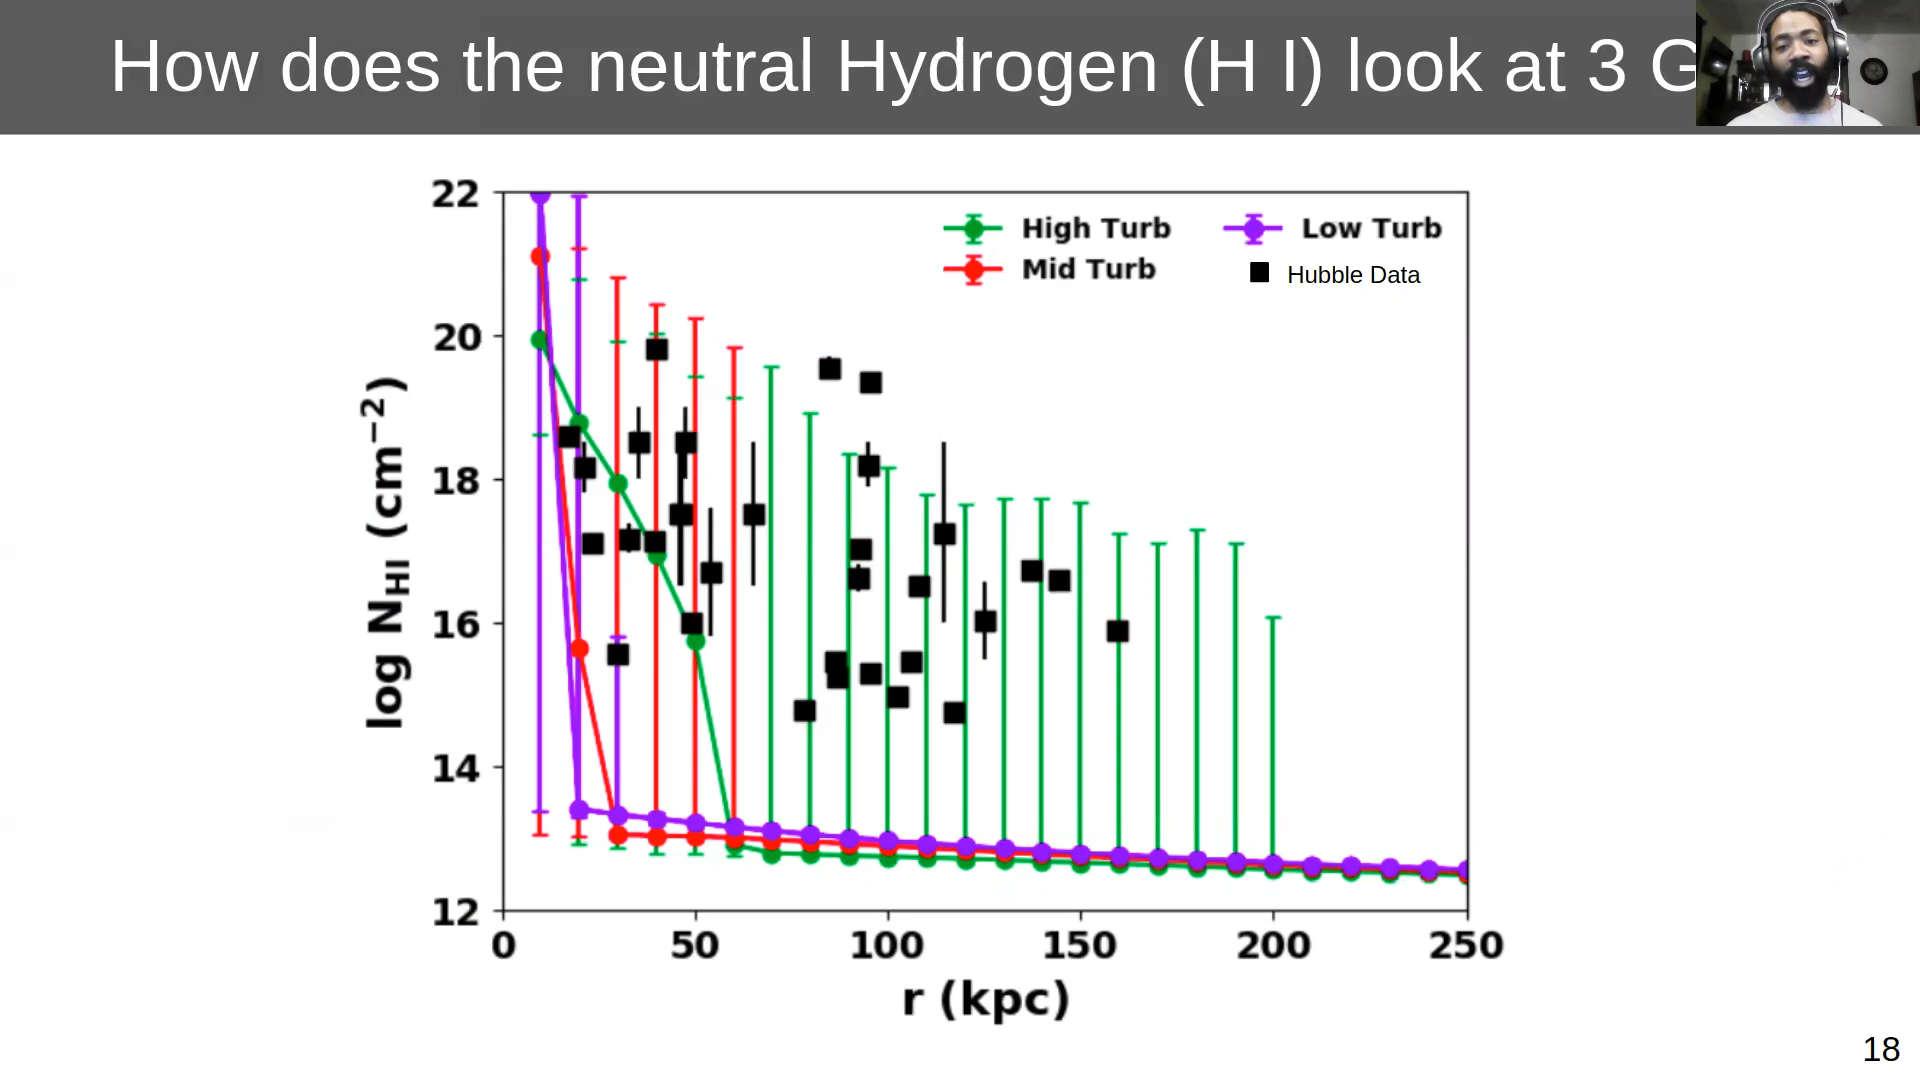 How does the neutral Hydrogen (H I) look at 3
22
High Turb
Low Turb
Mid Turb
Hubble Data
20
18
16
14
12
log N_HI (cm⁻²)
0 50 100 150 200 250
r (kpc)
18